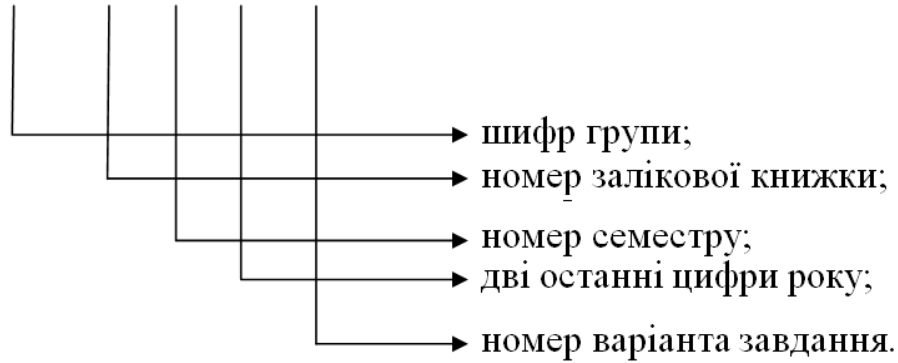 шифр групи;
номер залікової книжки;
номер семестру;
дві останні цифри року;
номер варіанта завдання.